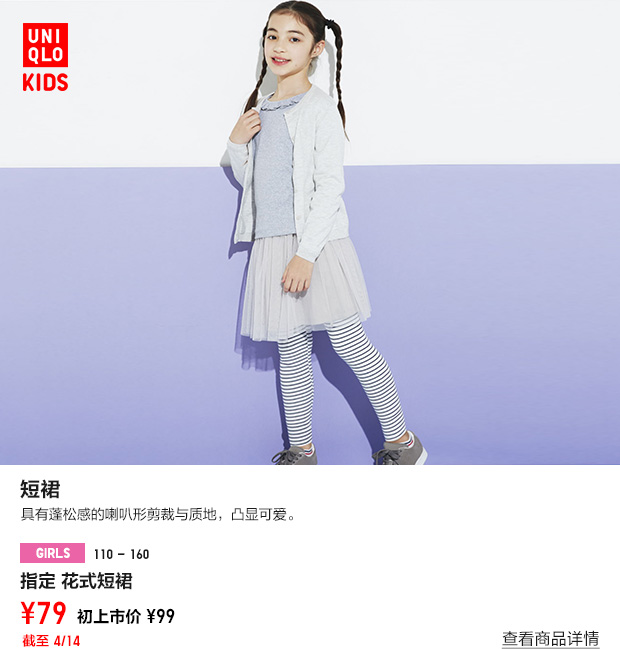 UNI
QLO
KIDS
短裙
具有蓬松感的喇叭形剪裁与质地，凸显可爱。
GIRLS 110 – 160
指定 花式短裙
¥79 初上市价 ¥99
截至 4/14
查看商品详情